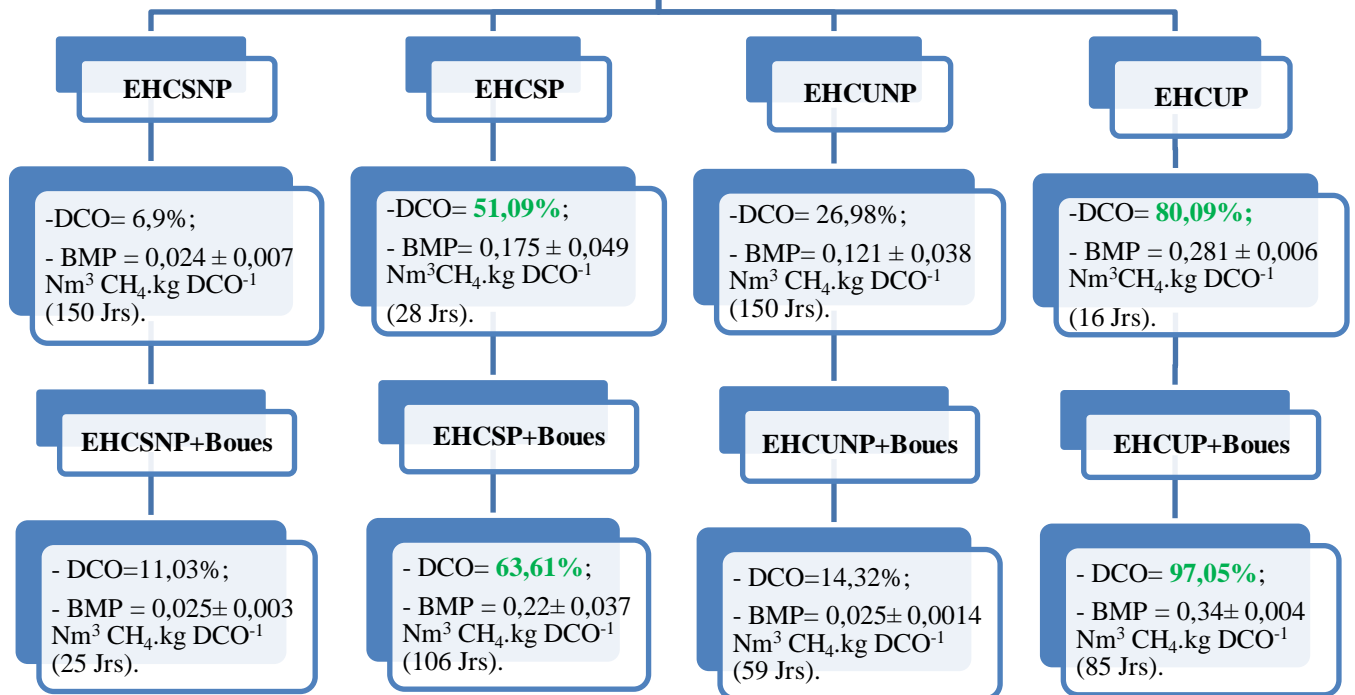 EHCSNP
EHCSP
EHCUNP
EHCUP
-DCO= 6,9%;
- BMP = 0,024 ± 0,007
Nm³ CH₄.kg DCO⁻¹
(150 Jrs).
-DCO= 51,09%;
- BMP= 0,175 ± 0,049
Nm³CH₄.kg DCO⁻¹
(28 Jrs).
-DCO= 26,98%;
- BMP= 0,121 ± 0,038
Nm³ CH₄.kg DCO⁻¹
(150 Jrs).
-DCO= 80,09%;
- BMP = 0,281 ± 0,006
Nm³CH₄.kg DCO⁻¹
(16 Jrs).
EHCSNP+Boues
EHCSP+Boues
EHCUNP+Boues
EHCUP+Boues
- DCO=11,03%;
- BMP = 0,025± 0,003
Nm³ CH₄.kg DCO⁻¹
(25 Jrs).
- DCO= 63,61%;
- BMP = 0,22± 0,037
Nm³ CH₄.kg DCO⁻¹
(106 Jrs).
- DCO=14,32%;
- BMP= 0,025± 0,0014
Nm³ CH₄.kg DCO⁻¹
(59 Jrs).
- DCO= 97,05%;
- BMP = 0,34± 0,004
Nm³ CH₄.kg DCO⁻¹
(85 Jrs).